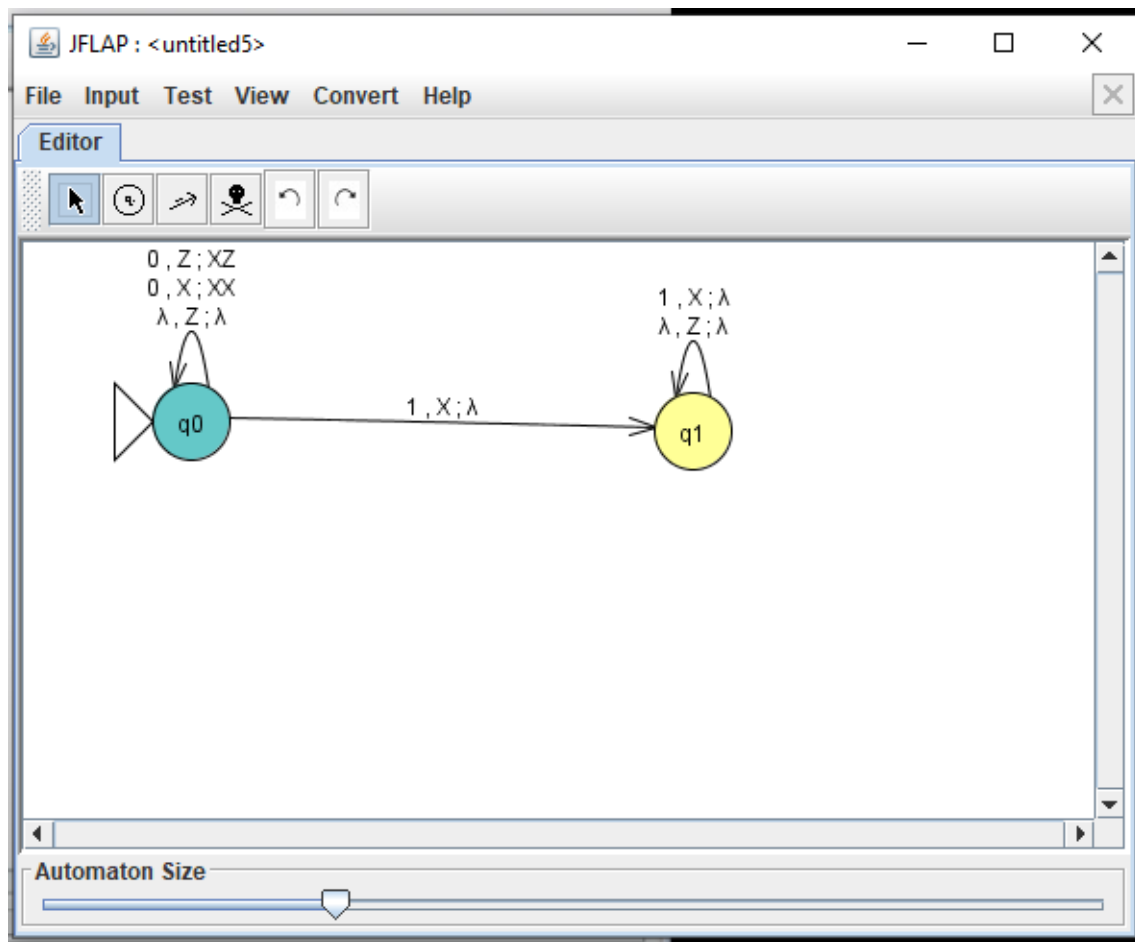 JFLAP : <untitled5>
File Input Test View Convert Help
Editor
0 , Z ; XZ
0 , X ; XX
λ , Z ; λ
1 , X ; λ
λ , Z ; λ
1 , X ; λ
q0
q1
Automaton Size